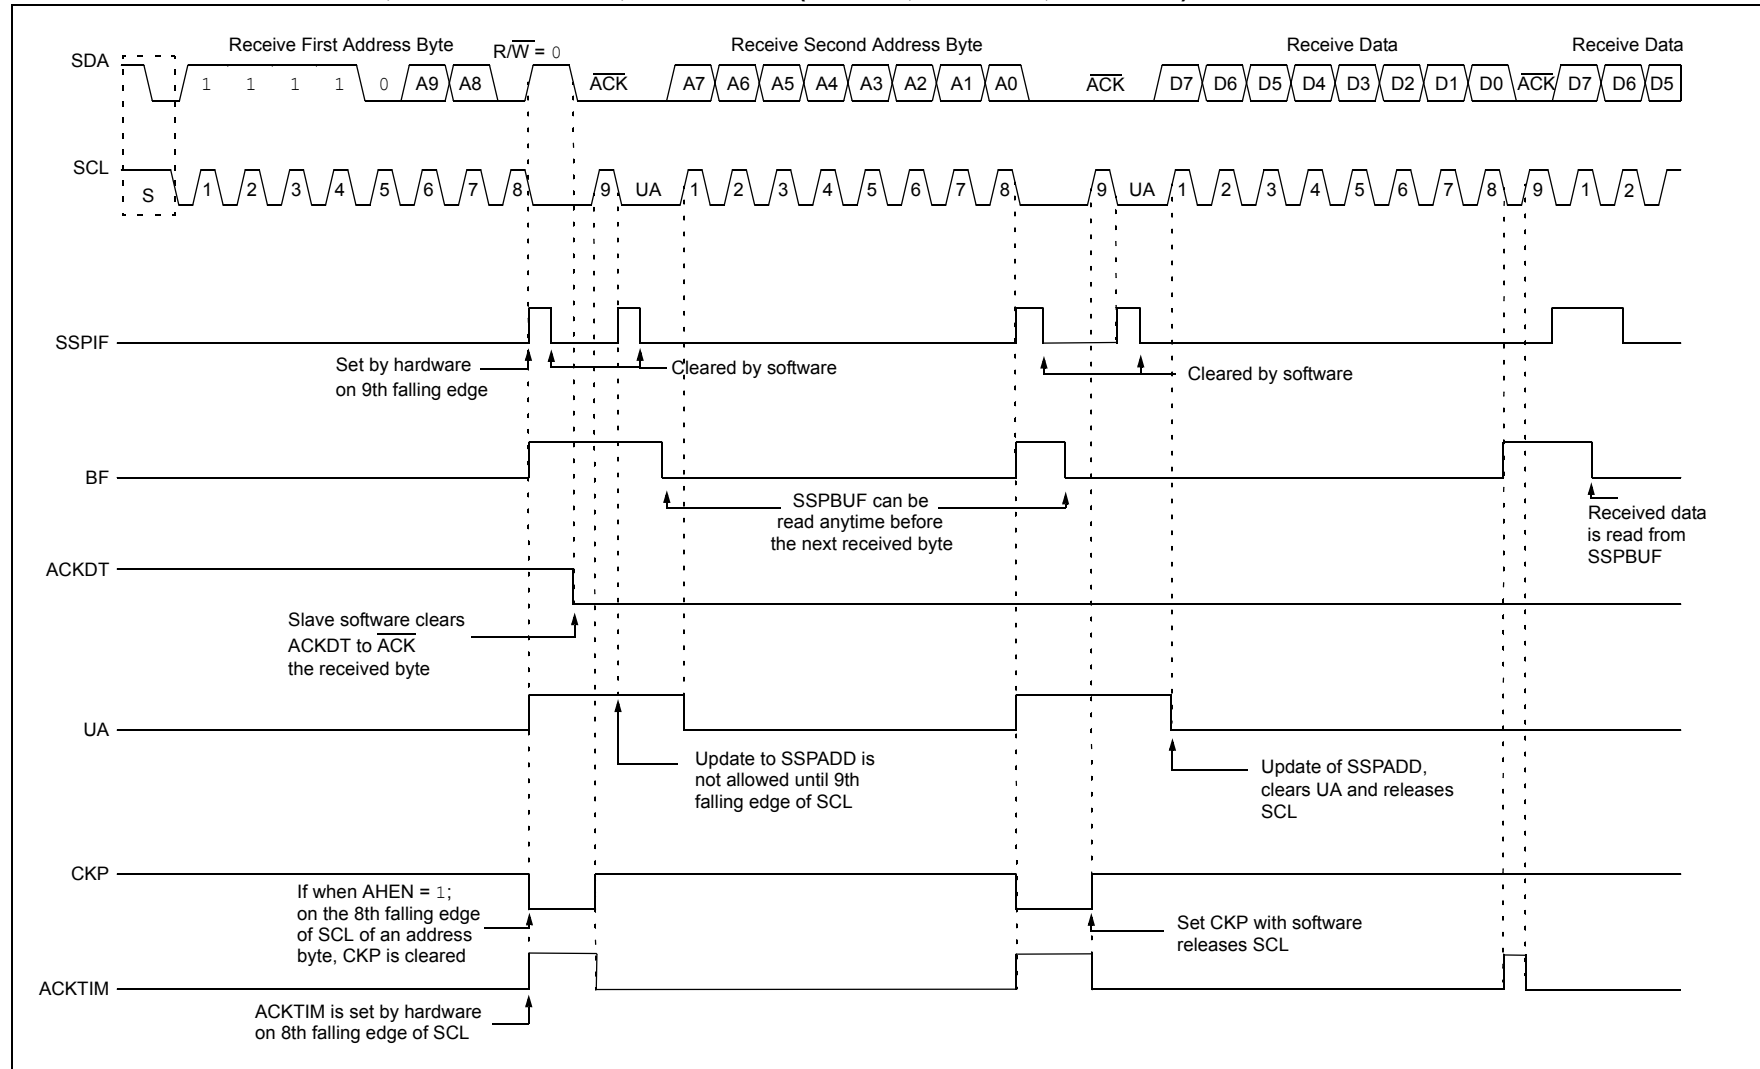 Receive First Address Byte
R/W = 0
Receive Second Address Byte
Receive Data
Receive Data
SDA
1 1 1 1 0 A9 A8
ACK
A7 A6 A5 A4 A3 A2 A1 A0
ACK
D7 D6 D5 D4 D3 D2 D1 D0
ACK
D7 D6 D5
SCL
S
1 2 3 4 5 6 7 8 9 UA 1 2 3 4 5 6 7 8 9 UA 1 2 3 4 5 6 7 8 9 1 2
SSPIF
Set by hardware
on 9th falling edge
Cleared by software
Cleared by software
BF
SSPBUF can be
read anytime before
the next received byte
Received data
is read from
SSPBUF
ACKDT
Slave software clears
ACKDT to ACK
the received byte
UA
Update to SSPADD is
not allowed until 9th
falling edge of SCL
Update of SSPADD,
clears UA and releases
SCL
CKP
If when AHEN = 1;
on the 8th falling edge
of SCL of an address
byte, CKP is cleared
Set CKP with software
releases SCL
ACKTIM
ACKTIM is set by hardware
on 8th falling edge of SCL